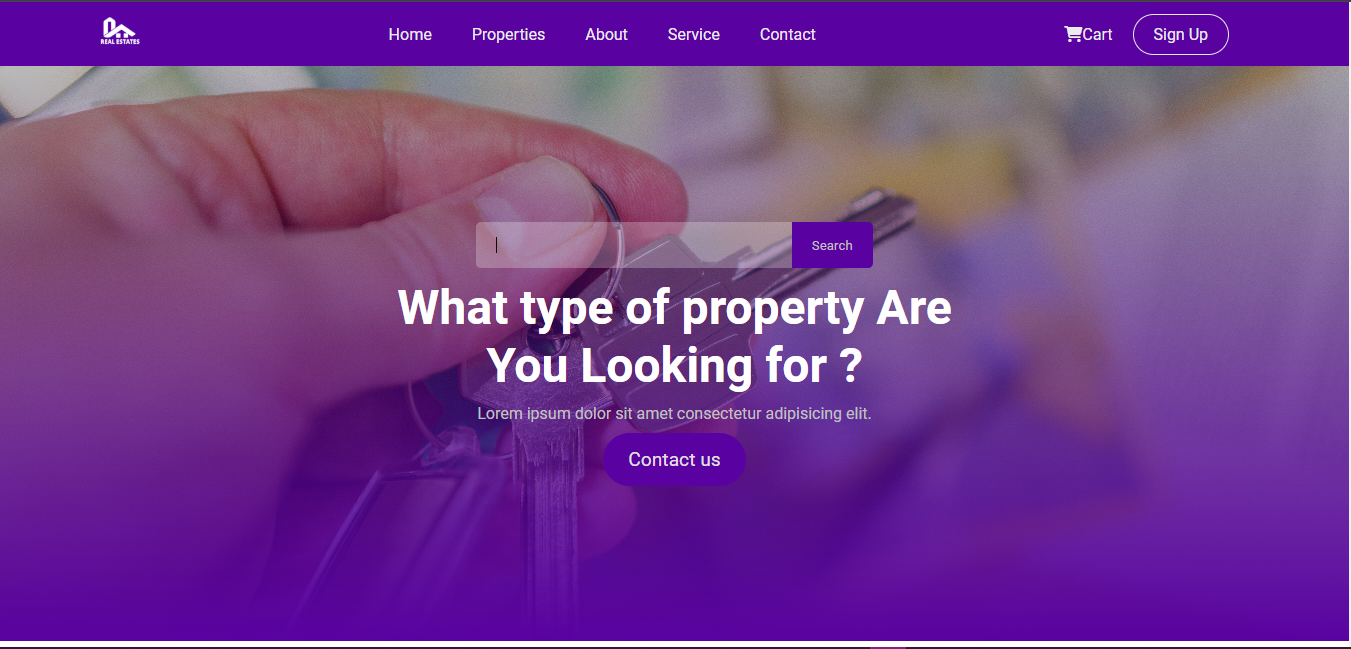 REAL ESTATES
Home
Properties
About
Service
Contact
Cart
Sign Up
Search
What type of property Are
You Looking for ?
Lorem ipsum dolor sit amet consectetur adipisicing elit.
Contact us